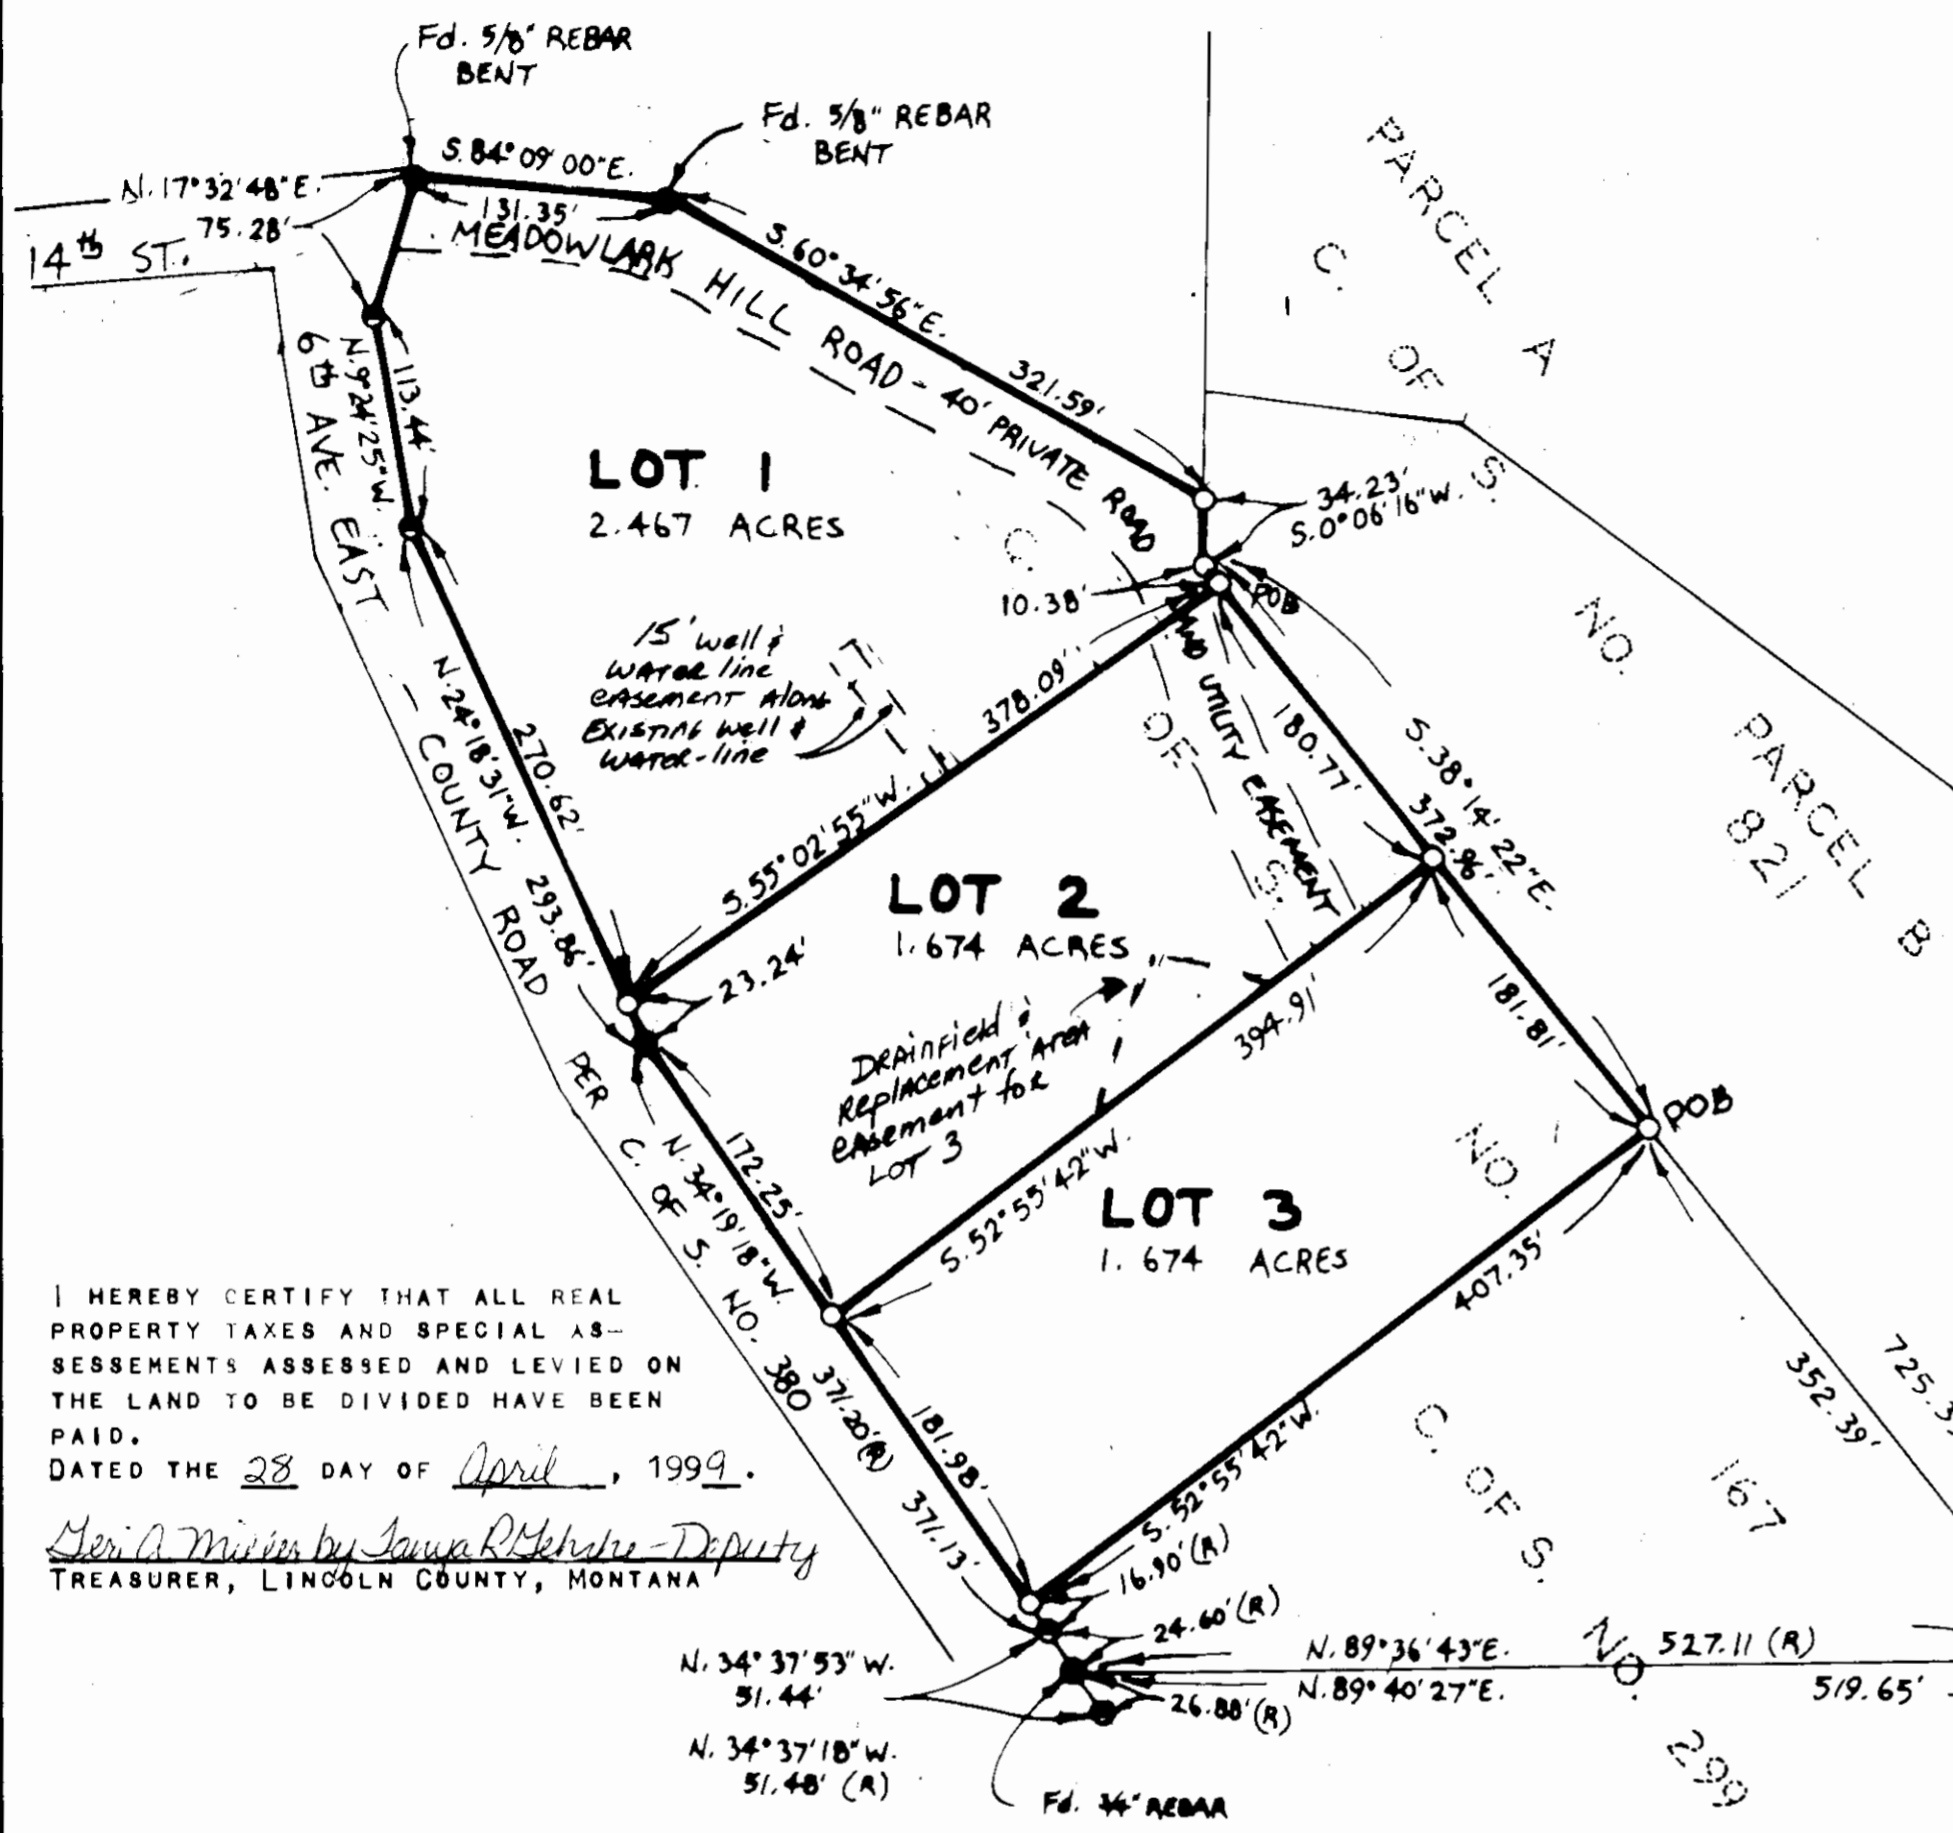 Fd. 5/8" REBAR
BENT
Fd. 5/8" REBAR
BENT
S. 84° 09' 00" E.
131.35'
N. 17° 32' 48" E.
75.28'
14th ST.
MEADOWLARK HILL ROAD - 40' PRIVATE ROAD
AND UTILITY EASEMENT
S. 60° 34' 56" E.
321.59'
PARCEL A
C. OF S. NO. 821
PARCEL B
34.23'
S. 0° 06' 16" W.
POB
10.38'
N. 9° 24' 25" W.
113.44'
6th AVE. EAST - COUNTY ROAD PER C. OF S. NO. 380
LOT 1
2.467 ACRES
15' well &
water line
easement along
Existing well &
water-line
378.09'
S. 55° 02' 55" W.
N. 24° 18' 31" W. 293.86'
270.62'
23.24'
180.77'
S. 38° 14' 22" E.
372.96'
LOT 2
1.674 ACRES
Drainfield &
Replacement Area
easement for
LOT 3
394.91'
S. 52° 55' 42" W.
181.81'
POB
172.25'
N. 34° 19' 18" W.
371.20' (R)
371.13'
181.98'
LOT 3
1.674 ACRES
407.35'
S. 52° 55' 42" W.
C. OF S. NO. 167
725.3
352.39'
I HEREBY CERTIFY THAT ALL REAL
PROPERTY TAXES AND SPECIAL AS-
SESSEMENTS ASSESSED AND LEVIED ON
THE LAND TO BE DIVIDED HAVE BEEN
PAID.
DATED THE 28 DAY OF April, 1999.
Deputy
TREASURER, LINCOLN COUNTY, MONTANA
16.90' (R)
24.60' (R)
N. 34° 37' 53" W.
51.44'
N. 34° 37' 18" W.
51.48' (R)
26.88' (R)
Fd. 3/4" REBAR
N. 89° 36' 43" E.
527.11 (R)
N. 89° 40' 27" E.
519.65'
C. OF S. NO. 299